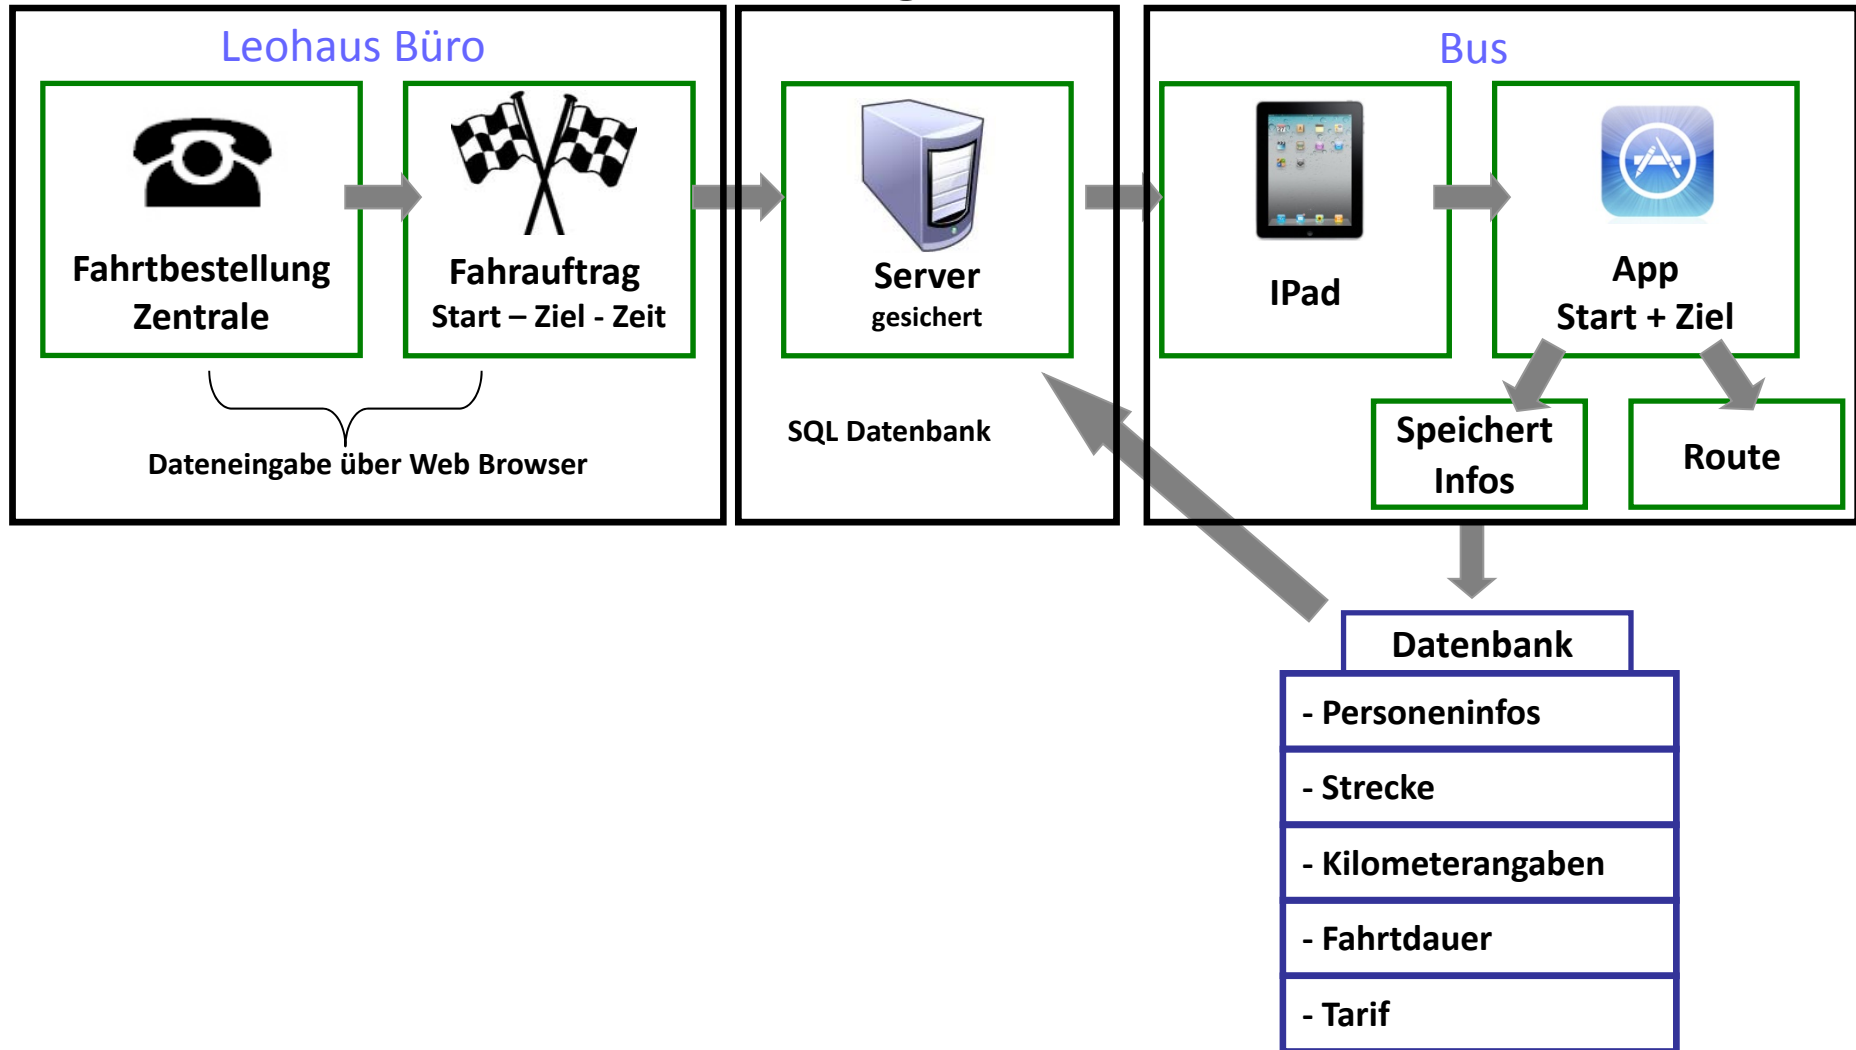 Leohaus Büro
Fahrtbestellung
Zentrale
Fahrauftrag
Start – Ziel - Zeit
Dateneingabe über Web Browser
Server
gesichert
SQL Datenbank
Bus
IPad
App
Start + Ziel
Speichert
Infos
Route
Datenbank
- Personeninfos
- Strecke
- Kilometerangaben
- Fahrtdauer
- Tarif